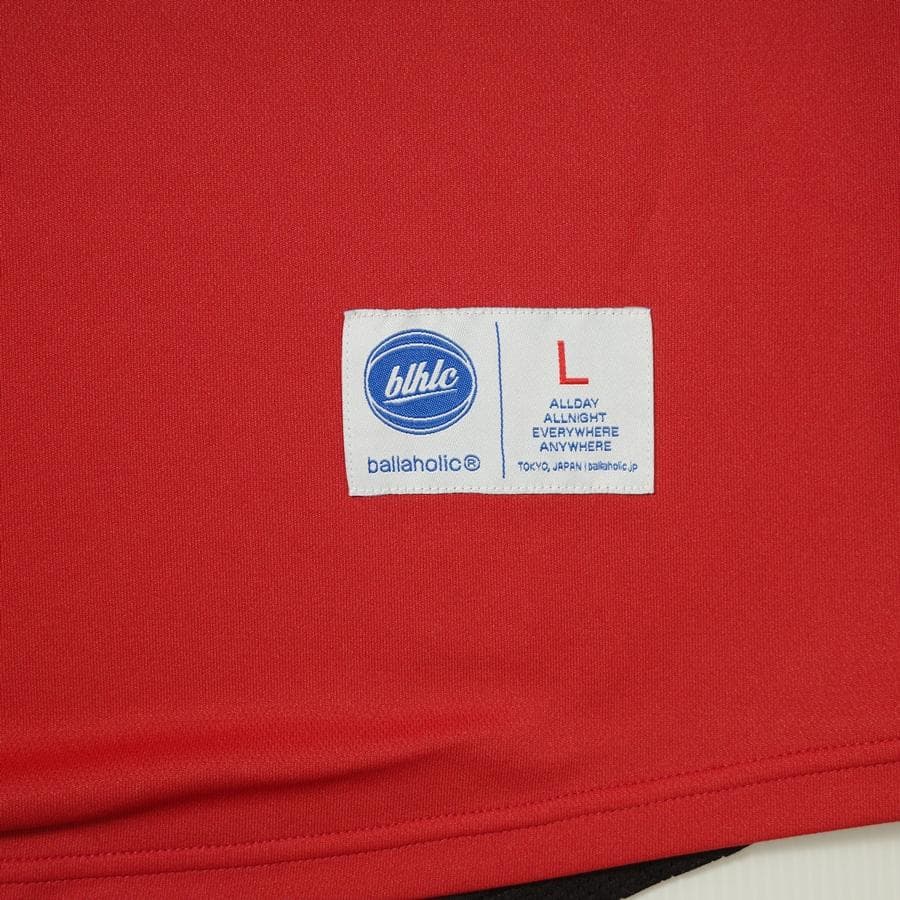 blhlc
ballaholic®
L
ALLDAY
ALLNIGHT
EVERYWHERE
ANYWHERE
TOKYO, JAPAN | ballaholic.jp